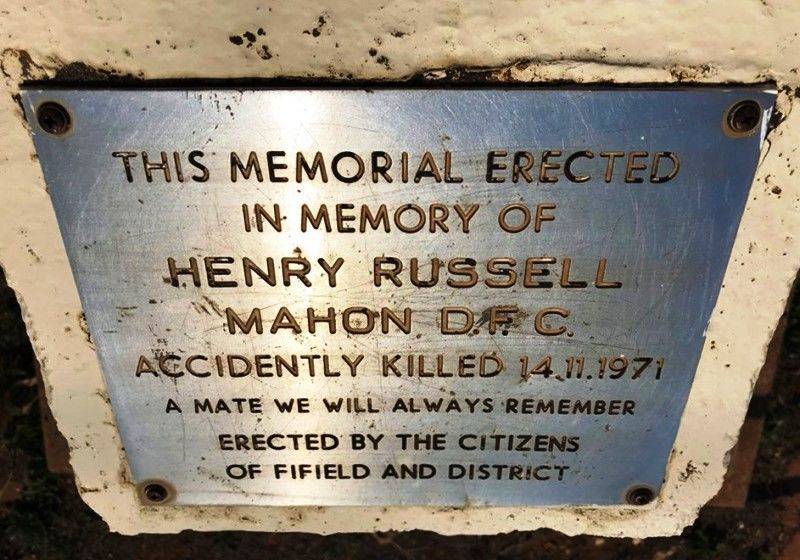 THIS MEMORIAL ERECTED
IN MEMORY OF
HENRY RUSSELL
MAHON D.F.C.
ACCIDENTLY KILLED 14.11.1971
A MATE WE WILL ALWAYS REMEMBER
ERECTED BY THE CITIZENS
OF FIFIELD AND DISTRICT